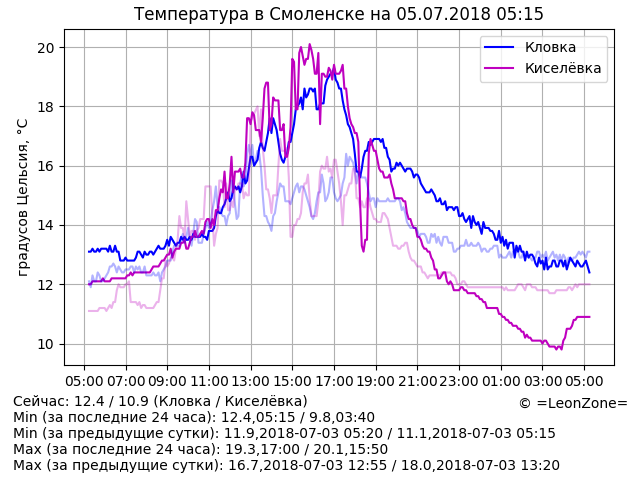 Температура в Смоленске на 05.07.2018 05:15
градусов Цельсия, °C
20
18
16
14
12
10
Кловка
Киселёвка
05:00 07:00 09:00 11:00 13:00 15:00 17:00 19:00 21:00 23:00 01:00 03:00 05:00
Сейчас: 12.4 / 10.9 (Кловка / Киселёвка)
© =LeonZone=
Min (за последние 24 часа): 12.4,05:15 / 9.8,03:40
Min (за предыдущие сутки): 11.9,2018-07-03 05:20 / 11.1,2018-07-03 05:15
Max (за последние 24 часа): 19.3,17:00 / 20.1,15:50
Max (за предыдущие сутки): 16.7,2018-07-03 12:55 / 18.0,2018-07-03 13:20